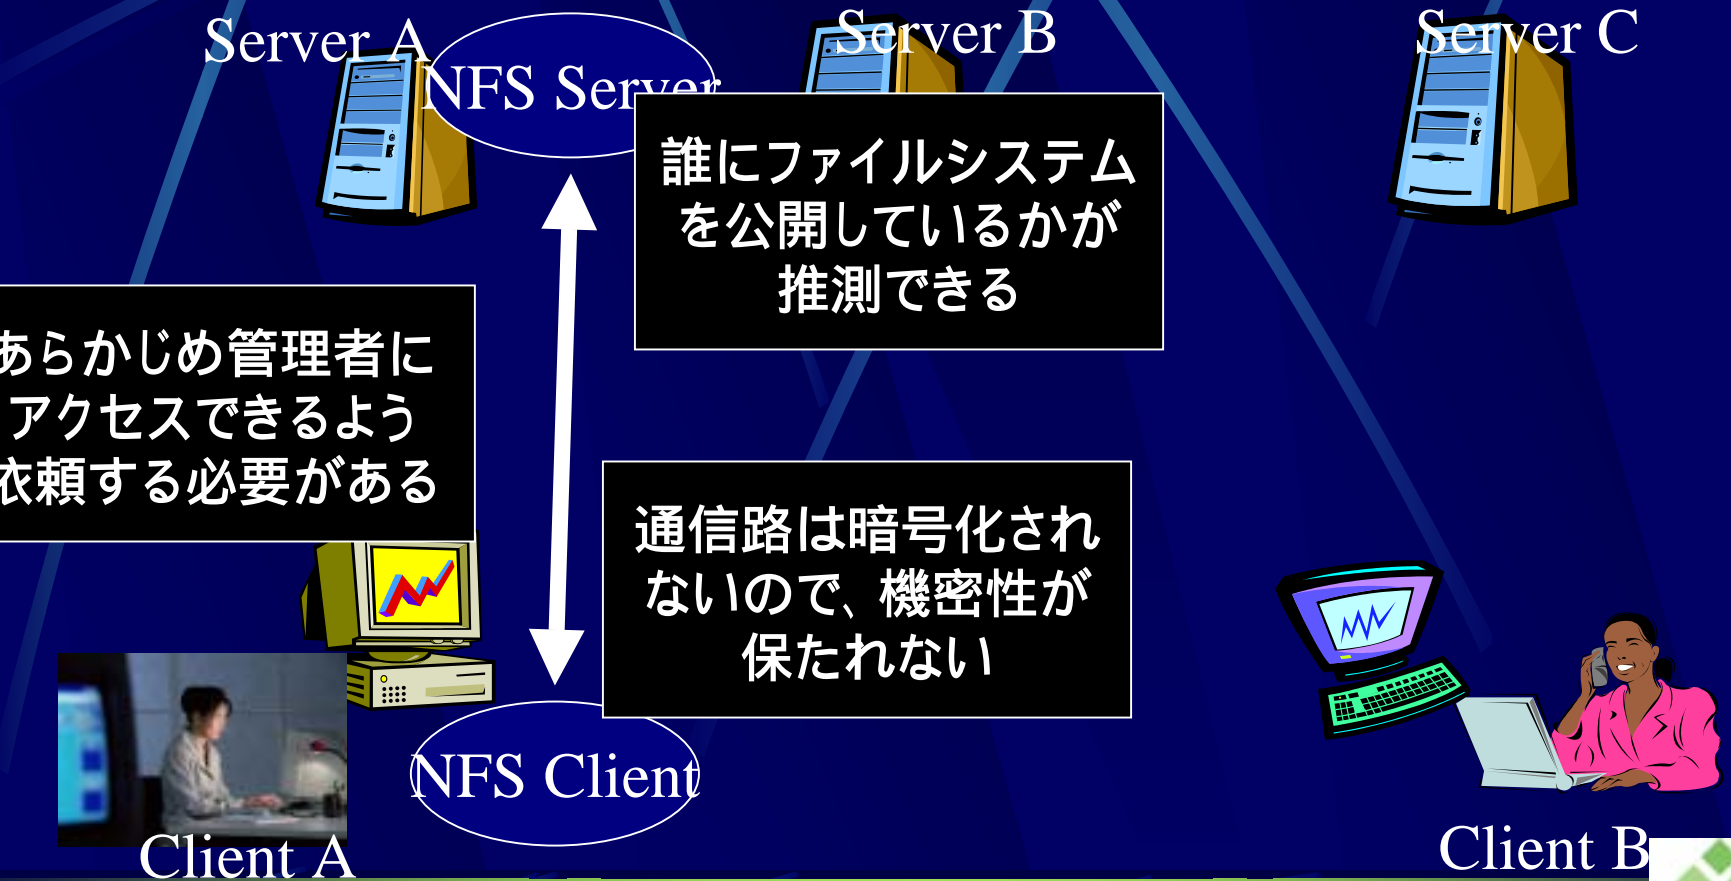 Server A
NFS Server
Server B
Server C
誰にファイルシステム
を公開しているかが
推測できる
あらかじめ管理者に
アクセスできるよう
依頼する必要がある
通信路は暗号化され
ないので、機密性が
保たれない
NFS Client
Client A
Client B